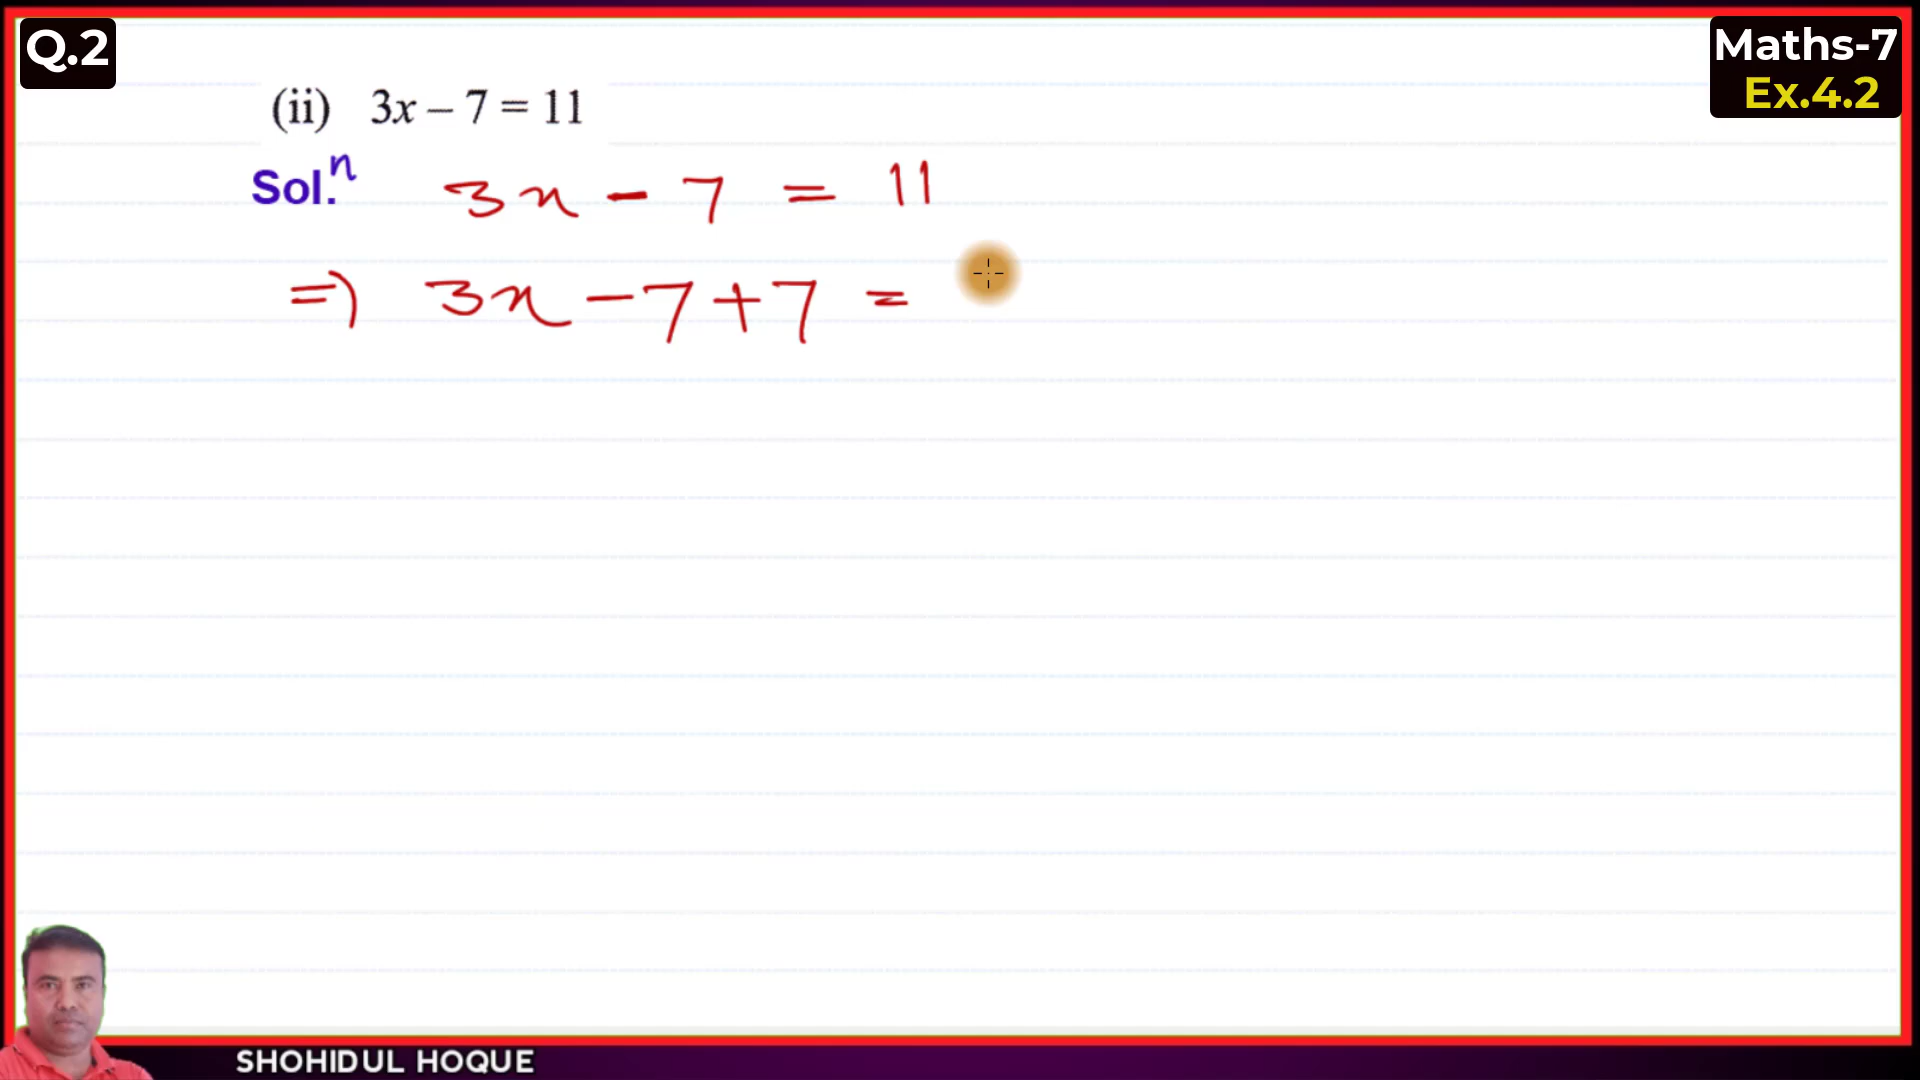 Q.2
Maths-7
Ex.4.2
(ii) 3x – 7 = 11
Sol.ⁿ 3x - 7 = 11
=) 3x - 7 + 7 =
SHOHIDUL HOQUE